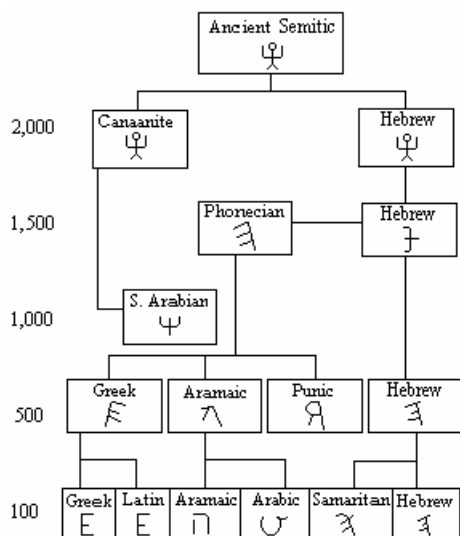 Ancient Semitic
2,000
Canaanite
Hebrew
1,500
Phonecian
Hebrew
1,000
S. Arabian
500
Greek
Aramaic
Punic
Hebrew
100
Greek
Latin
Aramaic
Arabic
Samaritan
Hebrew